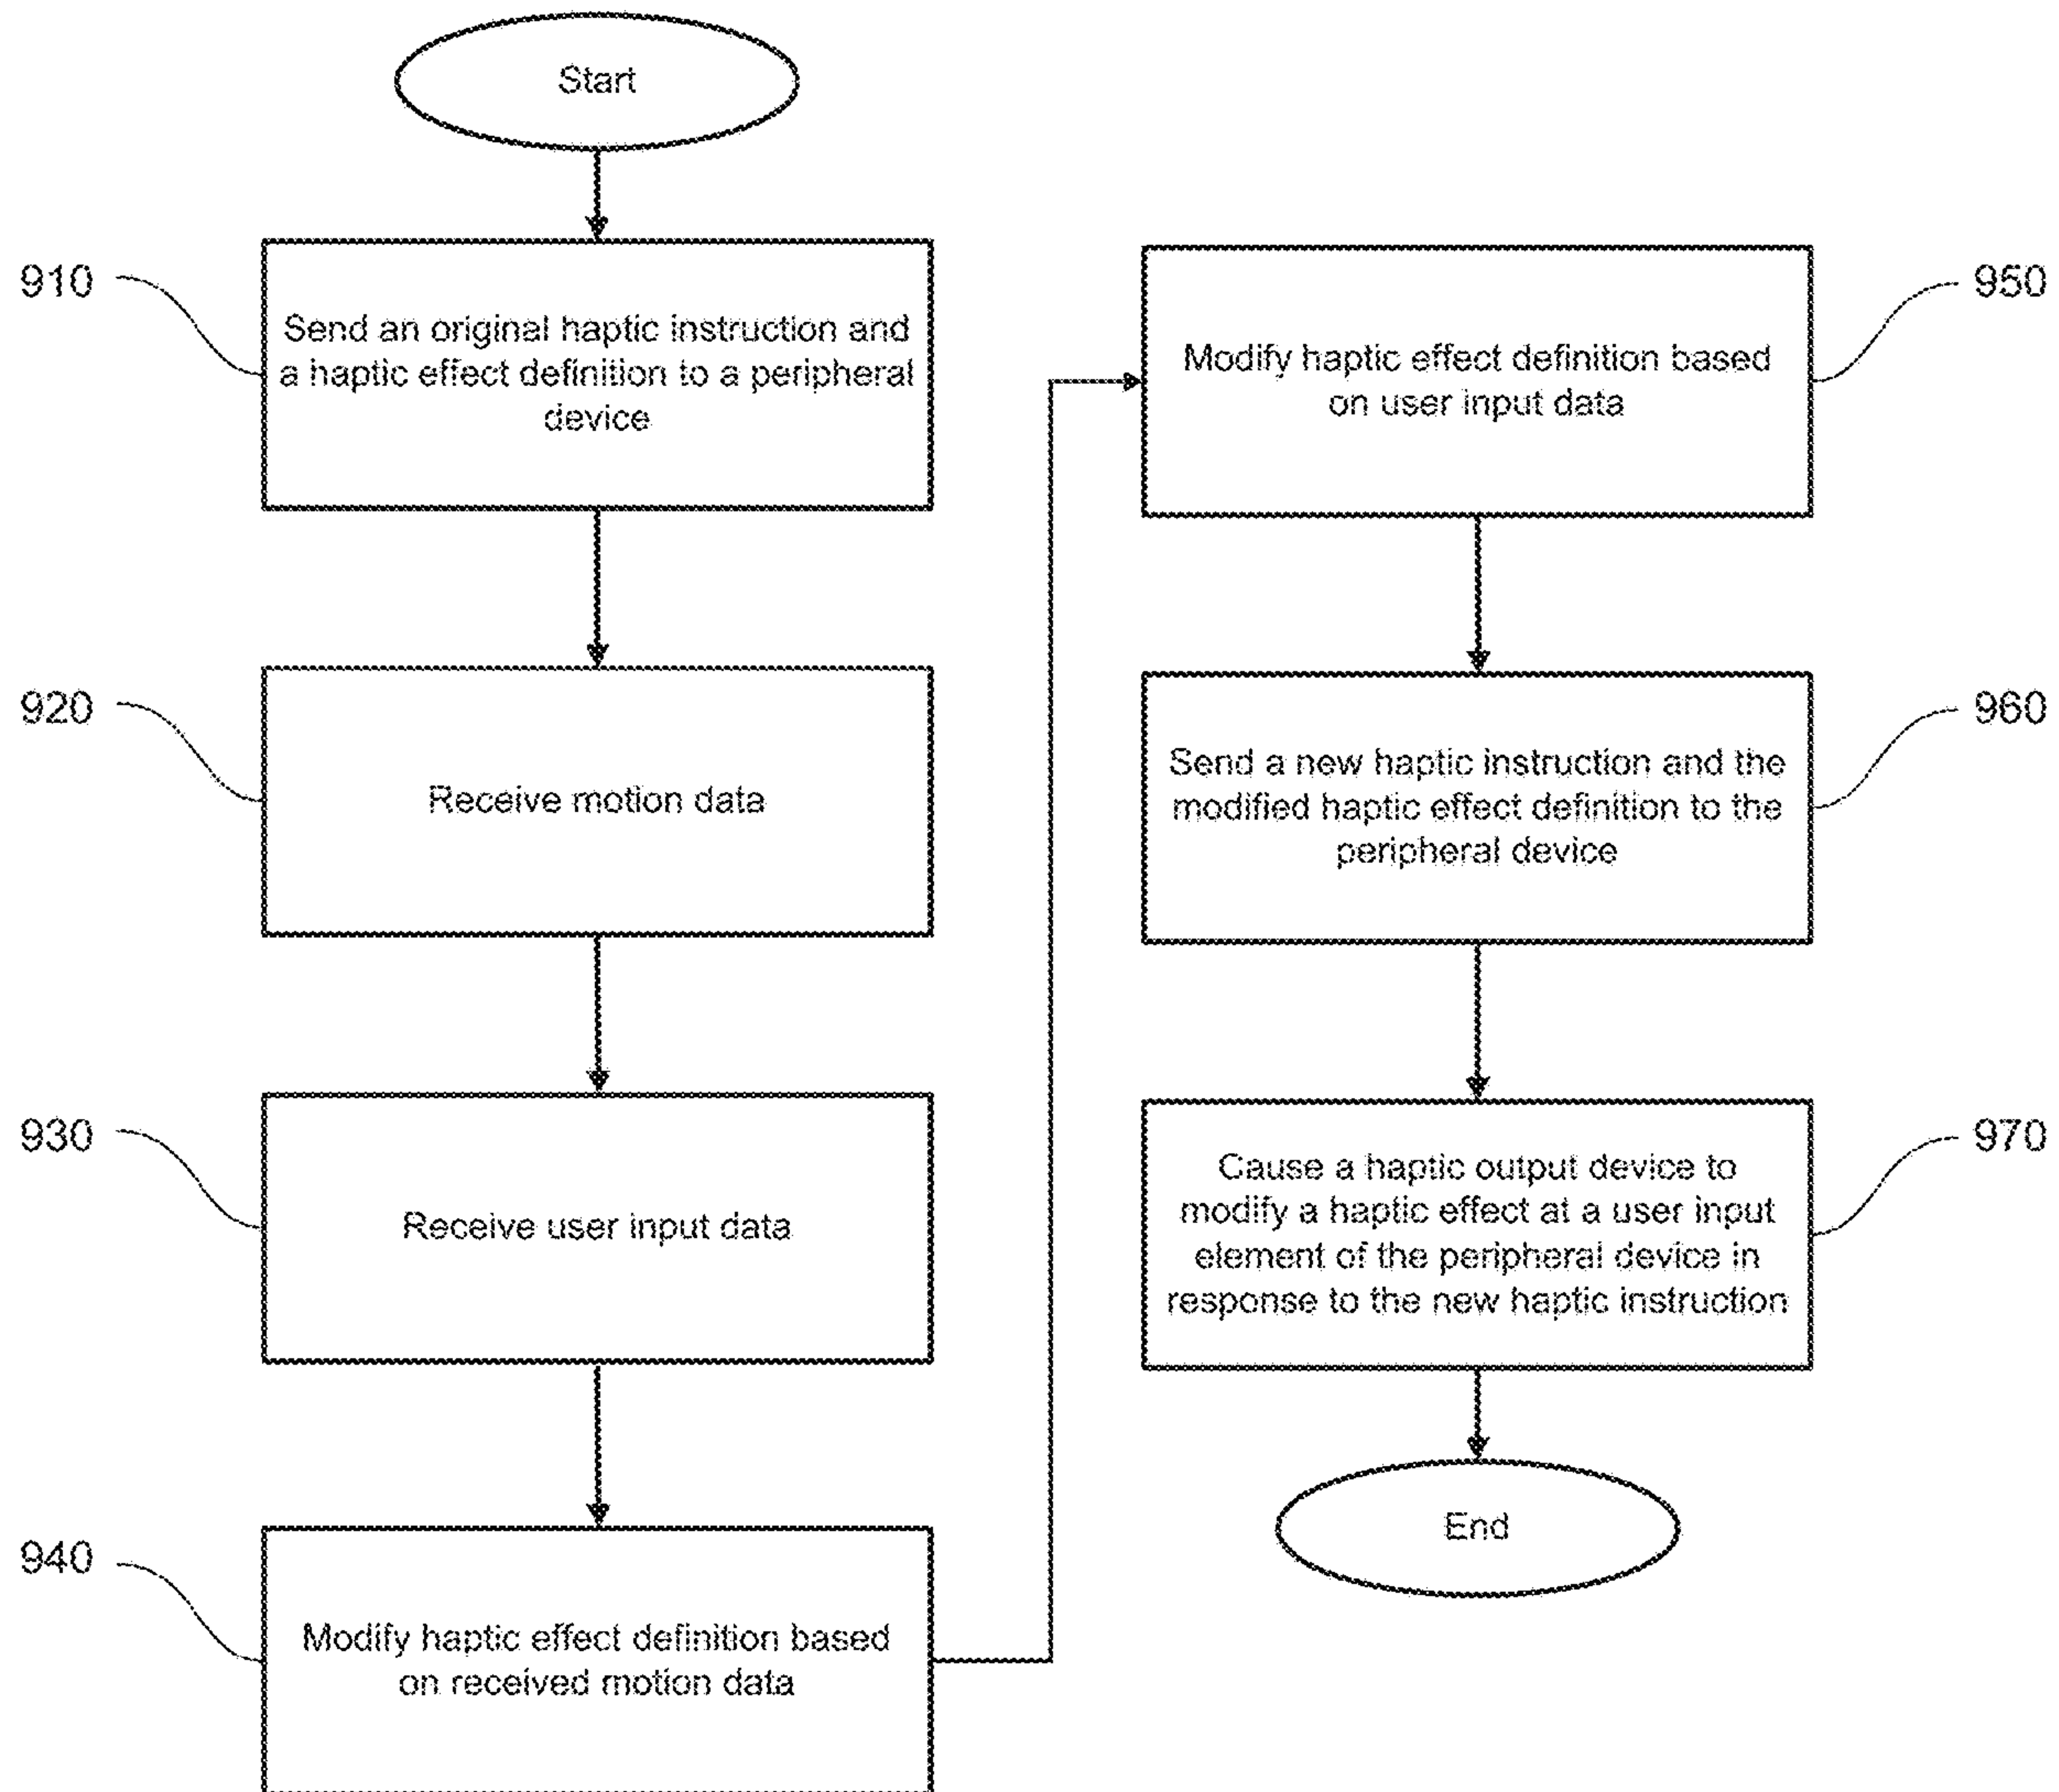 Start
910
Send an original haptic instruction and
a haptic effect definition to a peripheral
device
920
Receive motion data
930
Receive user input data
940
Modify haptic effect definition based
on received motion data
950
Modify haptic effect definition based
on user input data
960
Send a new haptic instruction and the
modified haptic effect definition to the
peripheral device
970
Cause a haptic output device to
modify a haptic effect at a user input
element of the peripheral device in
response to the new haptic instruction
End